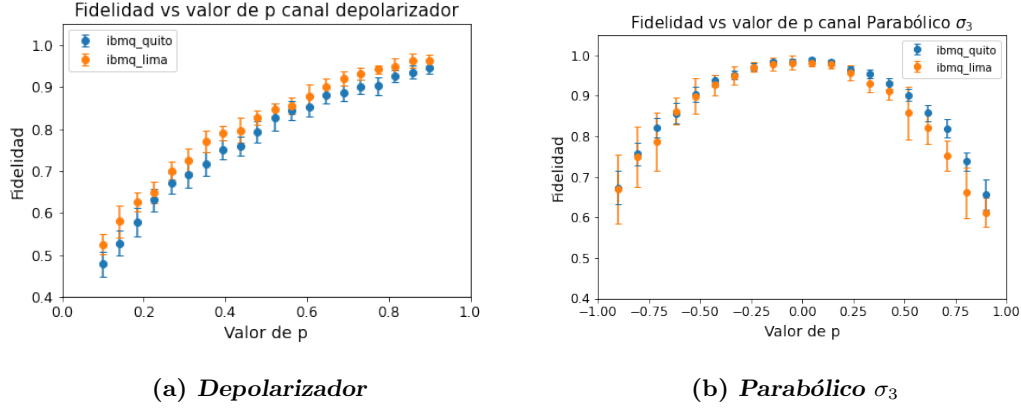 Fidelidad vs valor de p canal depolarizador
ibmq_quito
ibmq_lima
1.0
0.9
0.8
0.7
0.6
0.5
0.4
Fidelidad
0.0 0.2 0.4 0.6 0.8 1.0
Valor de p
(a) Depolarizador
Fidelidad vs valor de p canal Parabólico σ₃
ibmq_quito
ibmq_lima
1.0
0.9
0.8
0.7
0.6
0.5
0.4
Fidelidad
−1.00 −0.75 −0.50 −0.25 0.00 0.25 0.50 0.75 1.00
Valor de p
(b) Parabólico σ₃